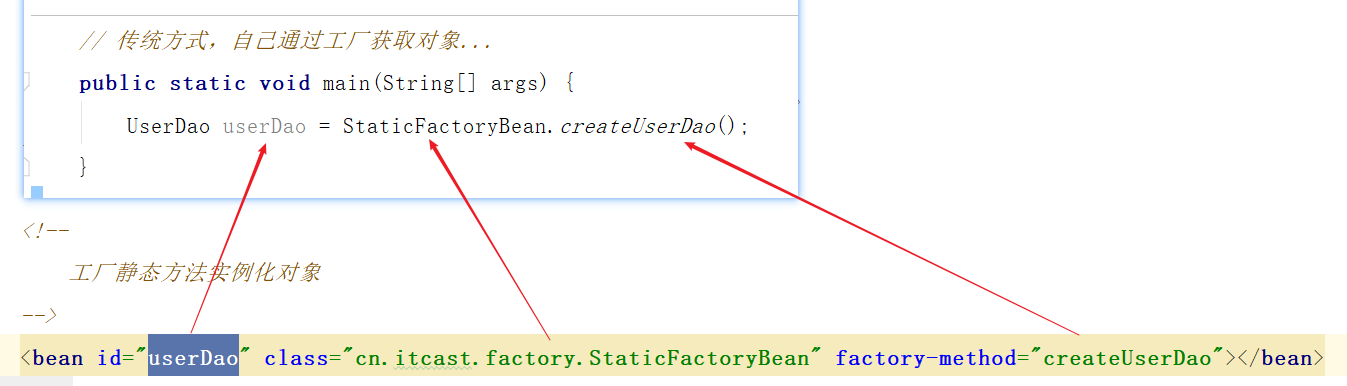 // 传统方式，自己通过工厂获取对象...
public static void main(String[] args) {
UserDao userDao = StaticFactoryBean.createUserDao();
}
<!--
工厂静态方法实例化对象
-->
<bean id="userDao" class="cn.itcast.factory.StaticFactoryBean" factory-method="createUserDao"></bean>